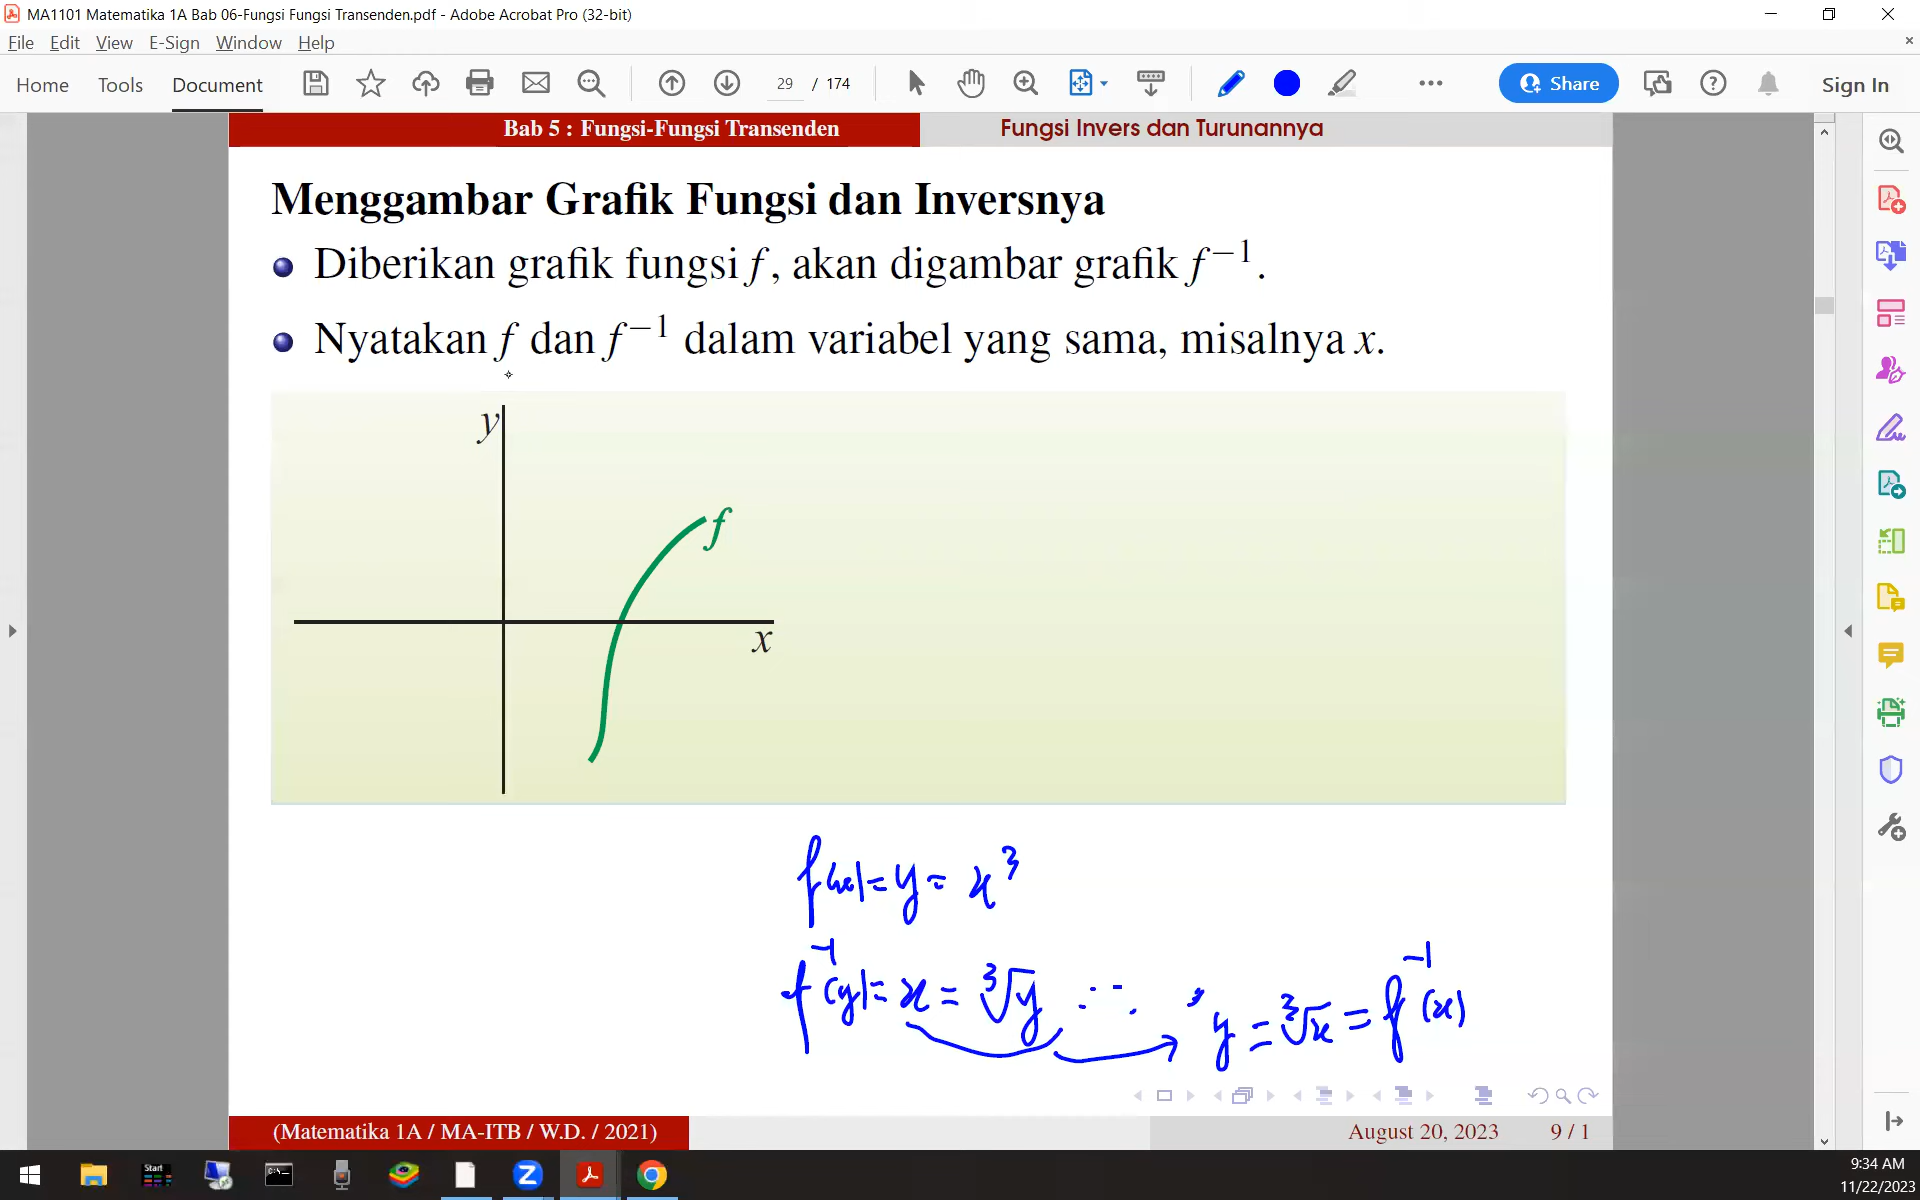 MA1101 Matematika 1A Bab 06-Fungsi Fungsi Transenden.pdf - Adobe Acrobat Pro (32-bit)
File Edit View E-Sign Window Help
Home Tools Document 29 / 174 Share Sign In
Bab 5 : Fungsi-Fungsi Transenden Fungsi Invers dan Turunannya
Menggambar Grafik Fungsi dan Inversnya
Diberikan grafik fungsi f, akan digambar grafik f⁻¹.
Nyatakan f dan f⁻¹ dalam variabel yang sama, misalnya x.
y
f
x
f(x) = y = x³
f⁻¹(y) = x = ³√y ∴ y = ³√x = f⁻¹(x)
(Matematika 1A / MA-ITB / W.D. / 2021) August 20, 2023 9 / 1
Start
C:\
9:34 AM
11/22/2023